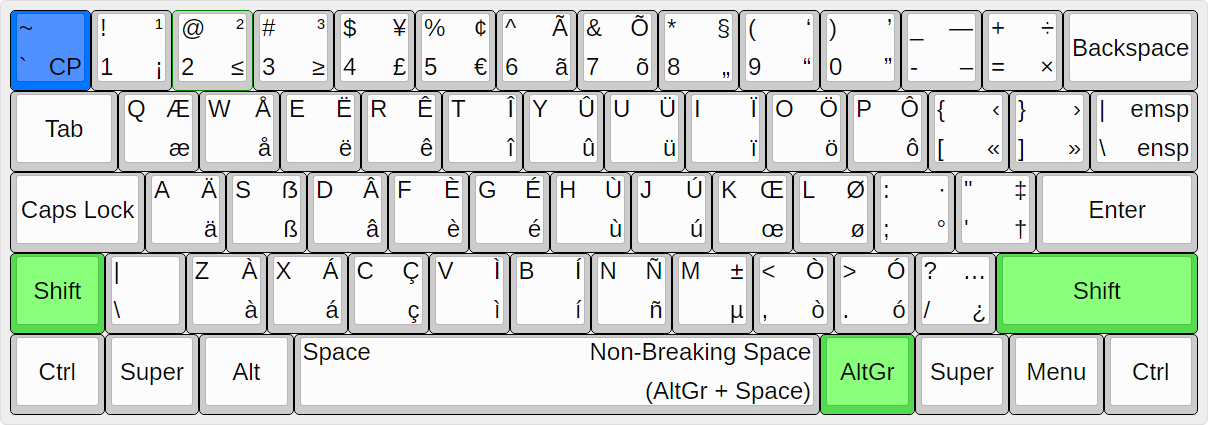 ~ ! ¹ @ ² # ³ $ ¥ % ¢ ^ Ã & Õ * § ( ‘ ) ’ _ — + ÷ Backspace
` CP 1 ¡ 2 ≤ 3 ≥ 4 £ 5 € 6 ã 7 õ 8 „ 9 “ 0 ” - – = ×
Tab Q Æ W Å E Ë R Ê T Î Y Û U Ü I Ï O Ö P Ô { ‹ } › | emsp
æ å ë ê î û ü ï ö ô [ « ] » \ ensp
Caps Lock A Ä S ẞ D Â F È G É H Ù J Ú K Œ L Ø : · " ‡ Enter
ä ß â è é ù ú œ ø ; ° ' †
Shift | Z À X Á C Ç V Ì B Í N Ñ M ± < Ò > Ó ? … Shift
\ à á ç ì í ñ µ , ò . ó / ¿
Ctrl Super Alt Space Non-Breaking Space AltGr Super Menu Ctrl
(AltGr + Space)